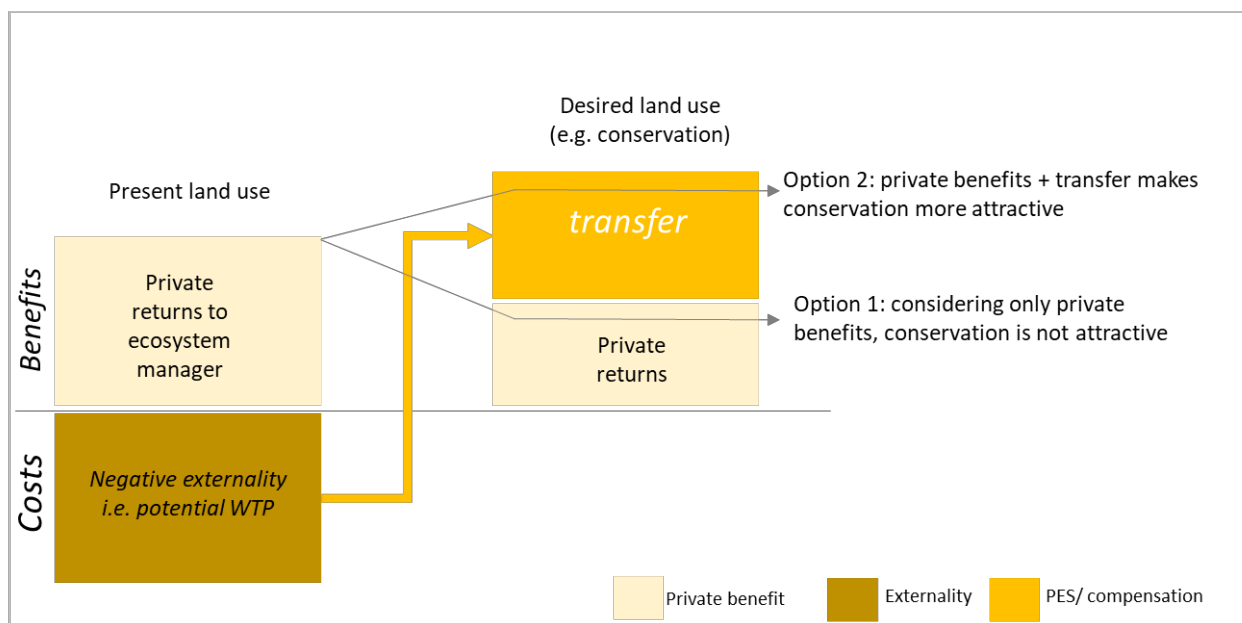 Desired land use
(e.g. conservation)
Present land use
Option 2: private benefits + transfer makes
conservation more attractive
transfer
Benefits
Private
returns to
ecosystem
manager
Option 1: considering only private
benefits, conservation is not attractive
Private
returns
Costs
Negative externality
i.e. potential WTP
Private benefit
Externality
PES/ compensation